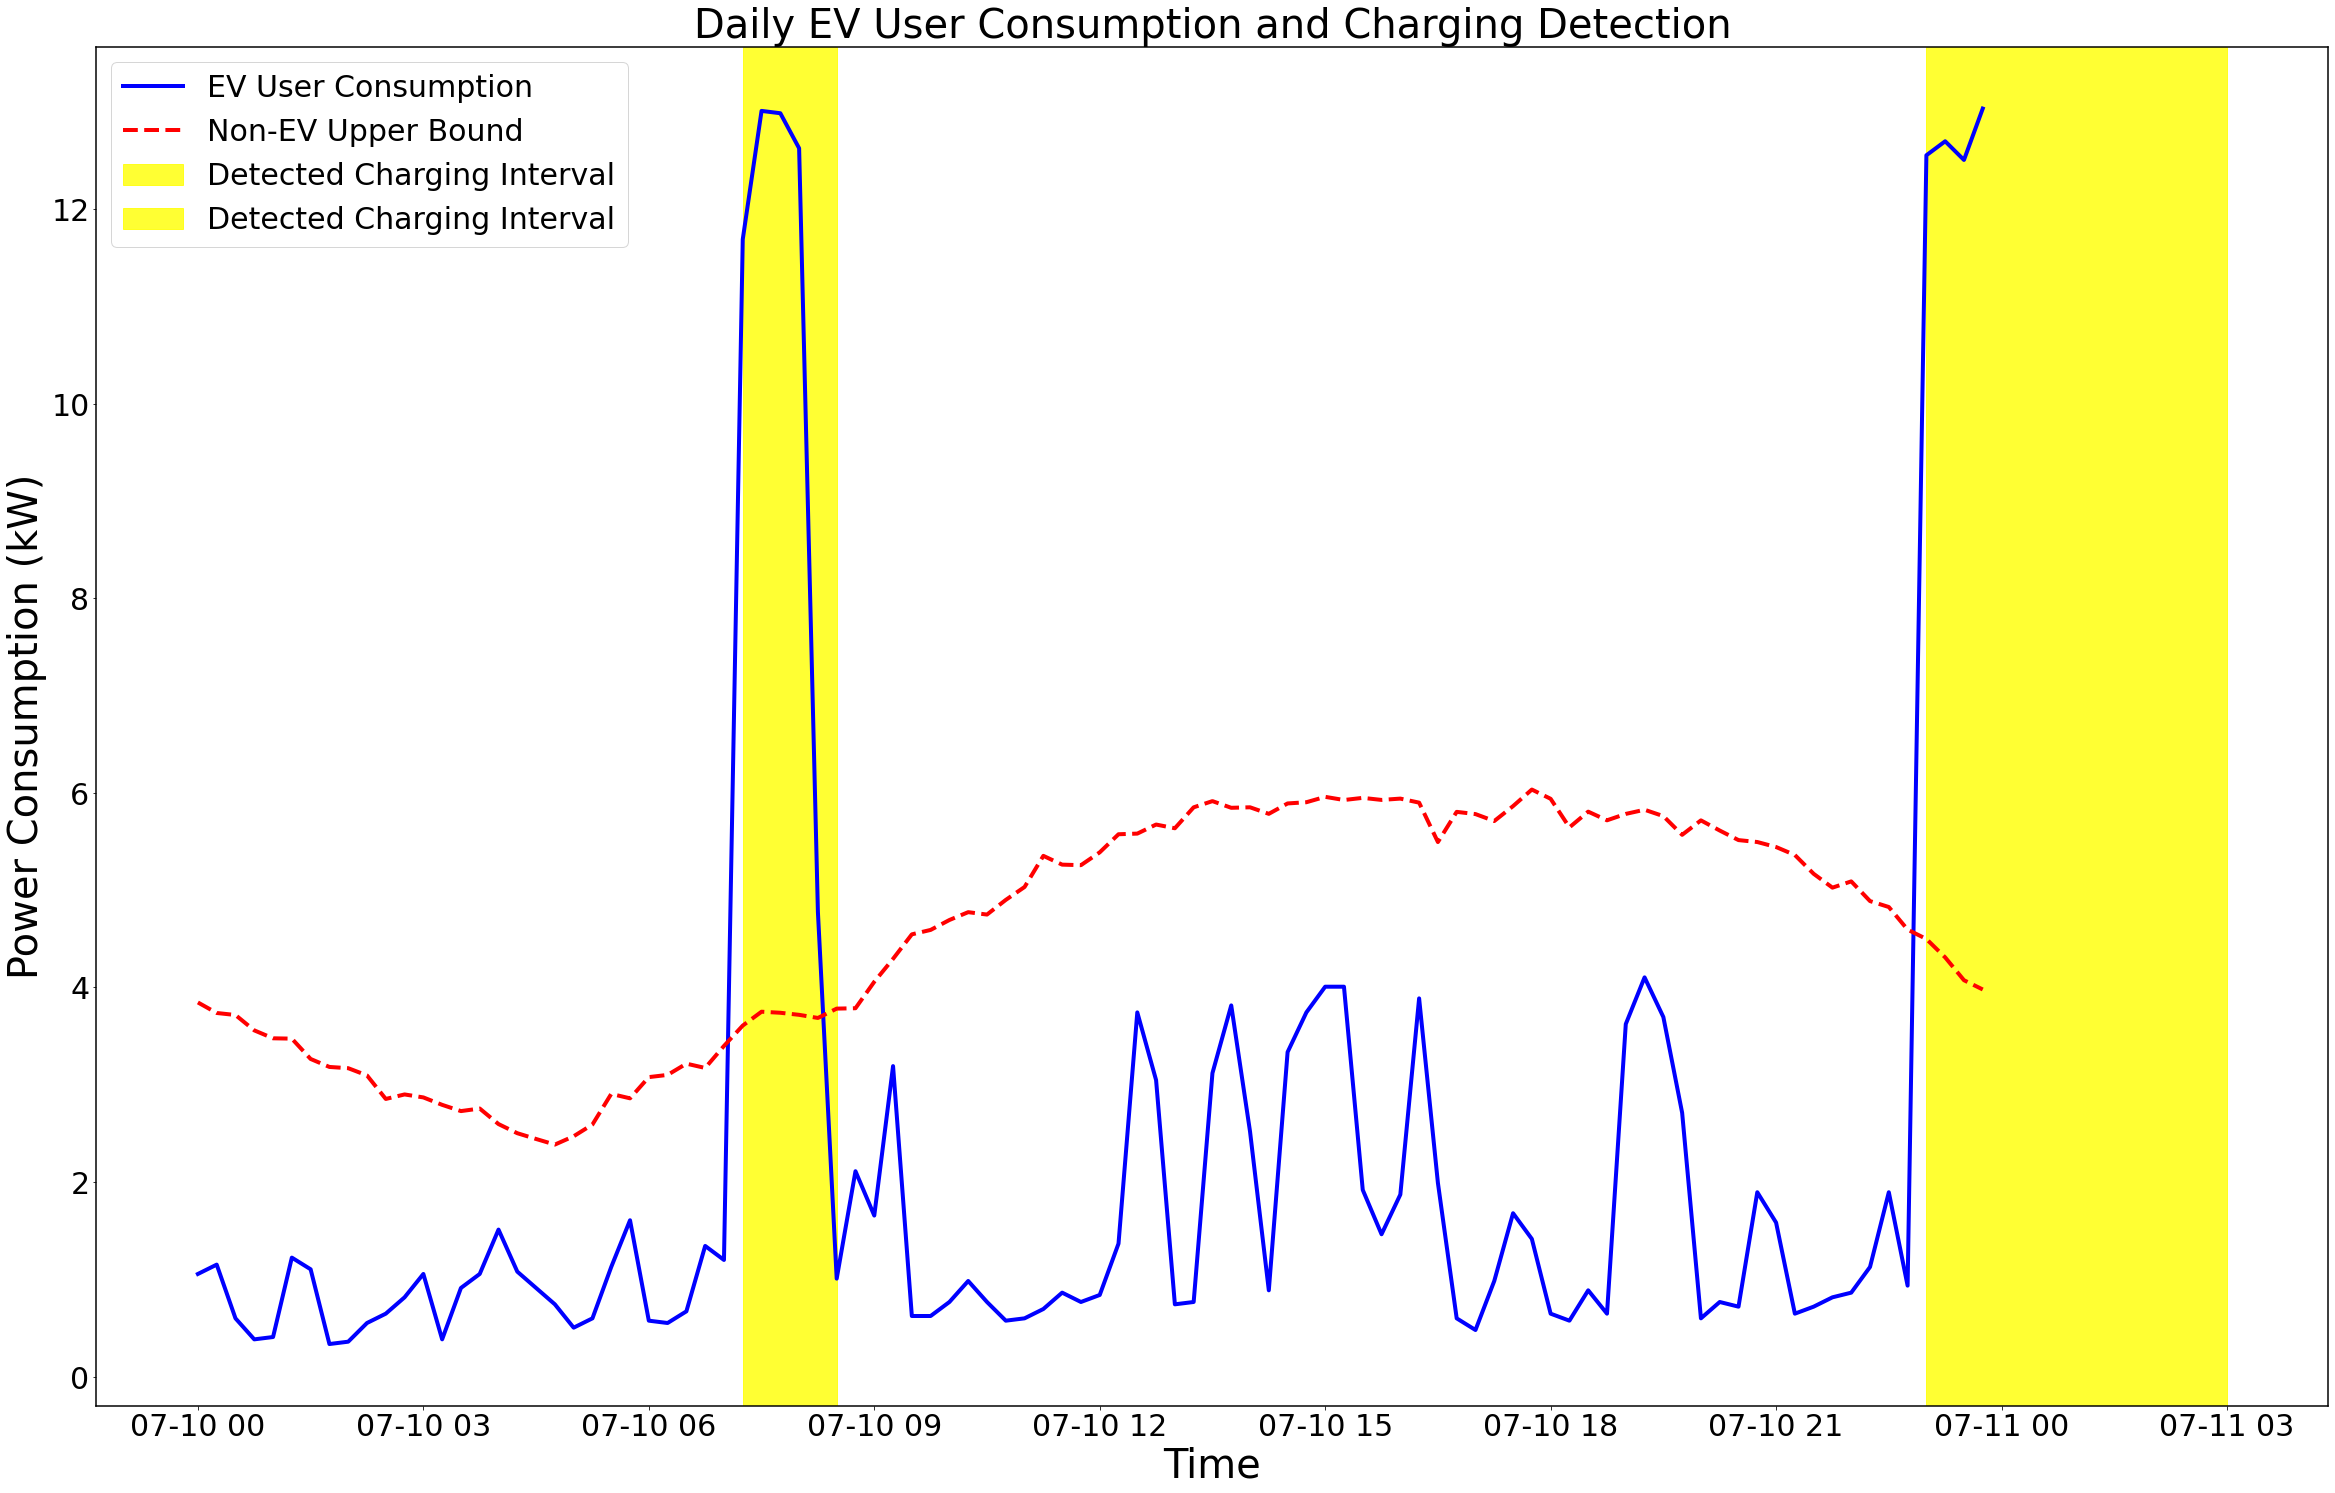 Daily EV User Consumption and Charging Detection
EV User Consumption
Non-EV Upper Bound
Detected Charging Interval
Detected Charging Interval
Power Consumption (kW)
12
10
8
6
4
2
0
07-10 00
07-10 03
07-10 06
07-10 09
07-10 12
07-10 15
07-10 18
07-10 21
07-11 00
07-11 03
Time